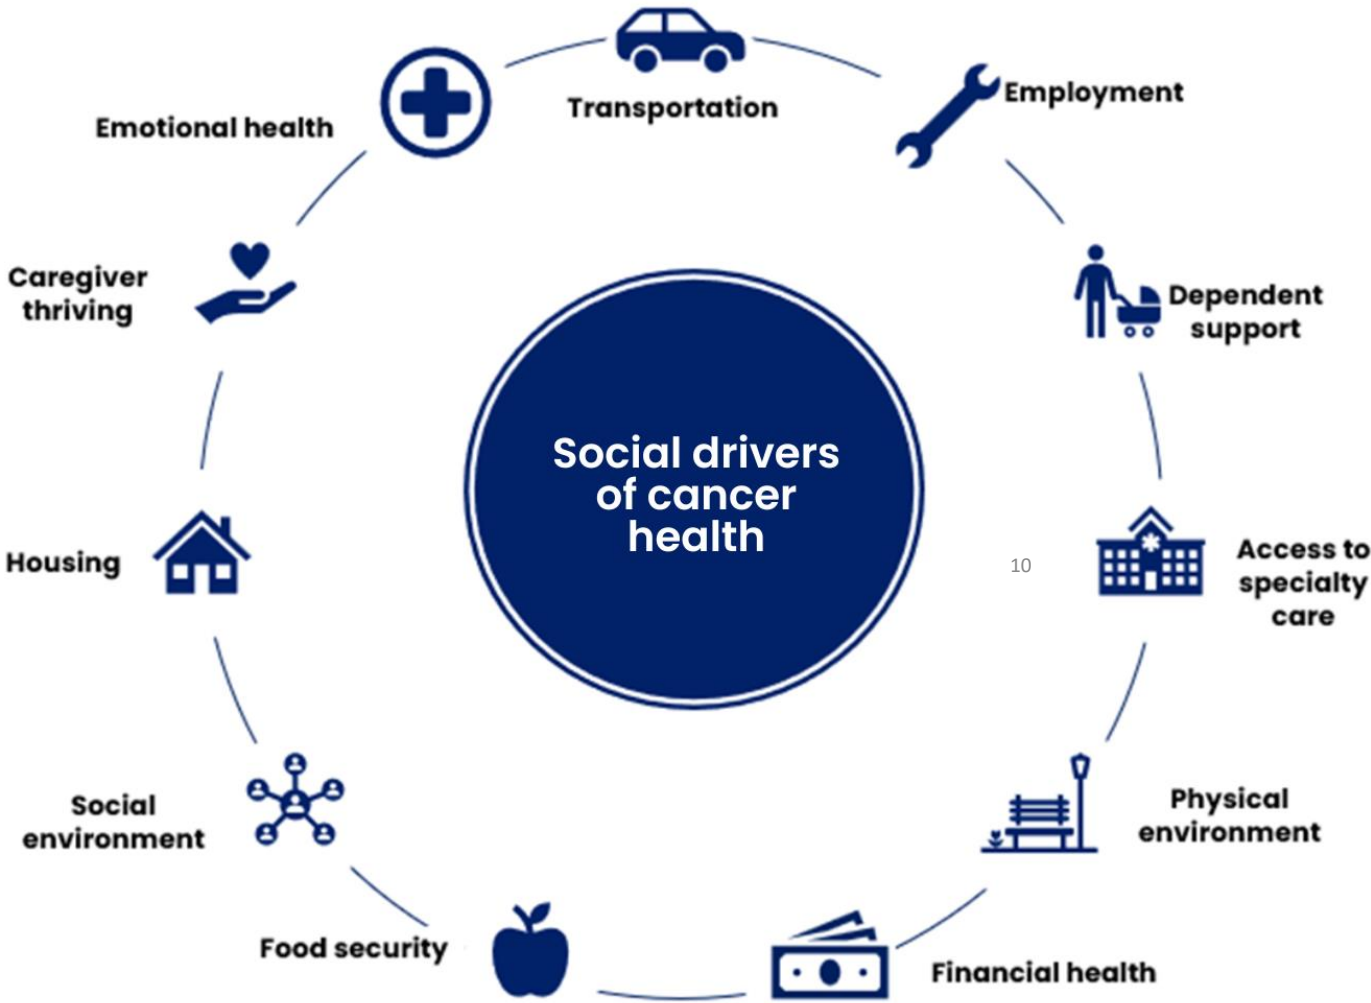 Transportation
Employment
Emotional health
Caregiver
thriving
Dependent
support
Social drivers
of cancer
health
Housing
10
Access to
specialty
care
Social
environment
Physical
environment
Food security
Financial health